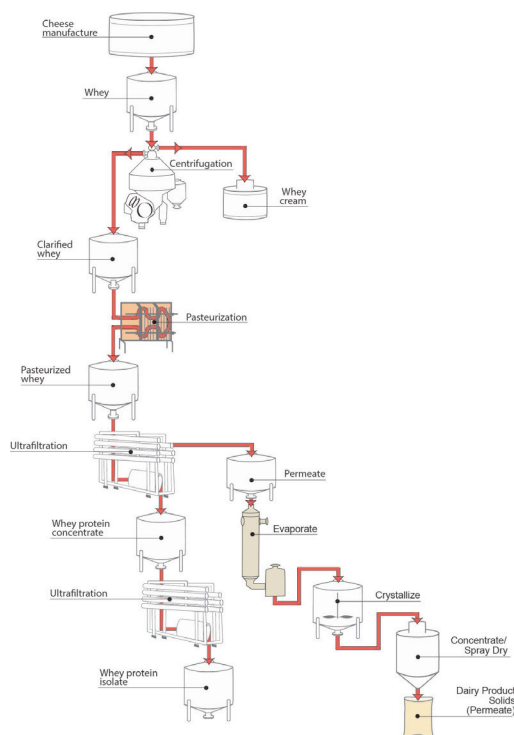 Cheese
manufacture
Whey
Centrifugation
Whey
cream
Clarified
whey
Pasteurization
Pasteurized
whey
Ultrafiltration
Permeate
Whey protein
concentrate
Evaporate
Ultrafiltration
Crystallize
Concentrate/
Spray Dry
Whey protein
isolate
Dairy Product
Solids
(Permeate)